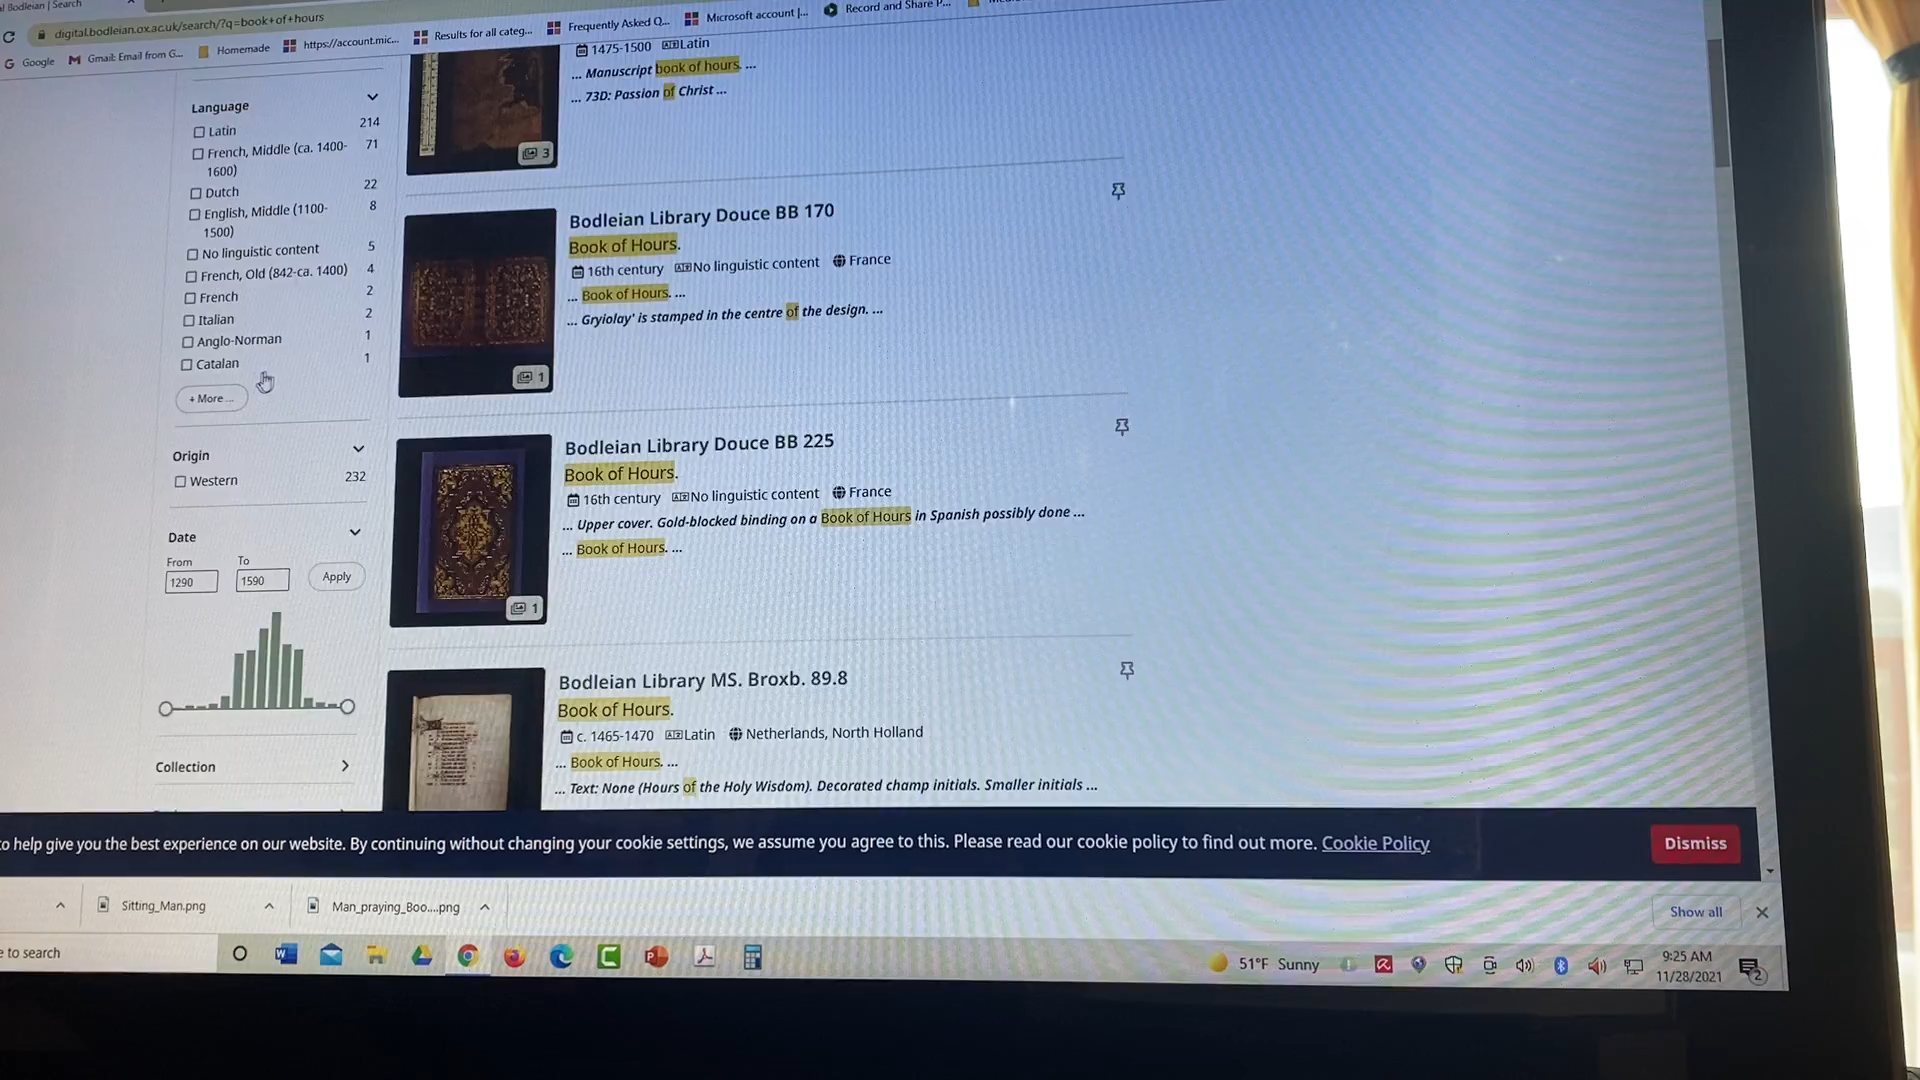 al Bodleian | Search
digital.bodleian.ox.ac.uk/search/?q=book+of+hours
Google
Gmail: Email from G...
Homemade
https://account.mic...
Results for all categ...
Frequently Asked Q...
Microsoft account |...
Record and Share P...
Language
Latin 214
French, Middle (ca. 1400-1600) 71
Dutch 22
English, Middle (1100-1500) 8
No linguistic content 5
French, Old (842-ca. 1400) 4
French 2
Italian 2
Anglo-Norman 1
Catalan 1
+ More ...
Origin
Western 232
Date
From To
1290 1590 Apply
Collection
1475-1500 Latin
... Manuscript book of hours. ...
... 73D: Passion of Christ ...
3
Bodleian Library Douce BB 170
Book of Hours.
16th century No linguistic content France
... Book of Hours. ...
... Gryiolay' is stamped in the centre of the design. ...
1
Bodleian Library Douce BB 225
Book of Hours.
16th century No linguistic content France
... Upper cover. Gold-blocked binding on a Book of Hours in Spanish possibly done ...
... Book of Hours. ...
1
Bodleian Library MS. Broxb. 89.8
Book of Hours.
c. 1465-1470 Latin Netherlands, North Holland
... Book of Hours. ...
... Text: None (Hours of the Holy Wisdom). Decorated champ initials. Smaller initials ...
to help give you the best experience on our website. By continuing without changing your cookie settings, we assume you agree to this. Please read our cookie policy to find out more. Cookie Policy
Dismiss
Sitting_Man.png
Man_praying_Boo....png
Show all
e to search
51°F Sunny
9:25 AM
11/28/2021
2